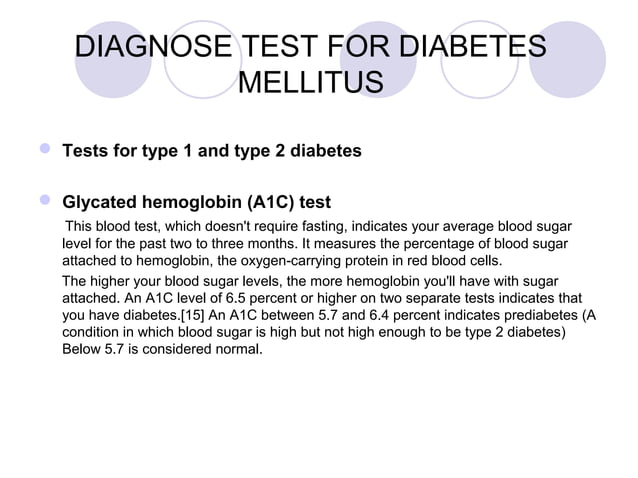 DIAGNOSE TEST FOR DIABETES
MELLITUS
Tests for type 1 and type 2 diabetes
Glycated hemoglobin (A1C) test
This blood test, which doesn't require fasting, indicates your average blood sugar
level for the past two to three months. It measures the percentage of blood sugar
attached to hemoglobin, the oxygen-carrying protein in red blood cells.
The higher your blood sugar levels, the more hemoglobin you'll have with sugar
attached. An A1C level of 6.5 percent or higher on two separate tests indicates that
you have diabetes.[15] An A1C between 5.7 and 6.4 percent indicates prediabetes (A
condition in which blood sugar is high but not high enough to be type 2 diabetes)
Below 5.7 is considered normal.